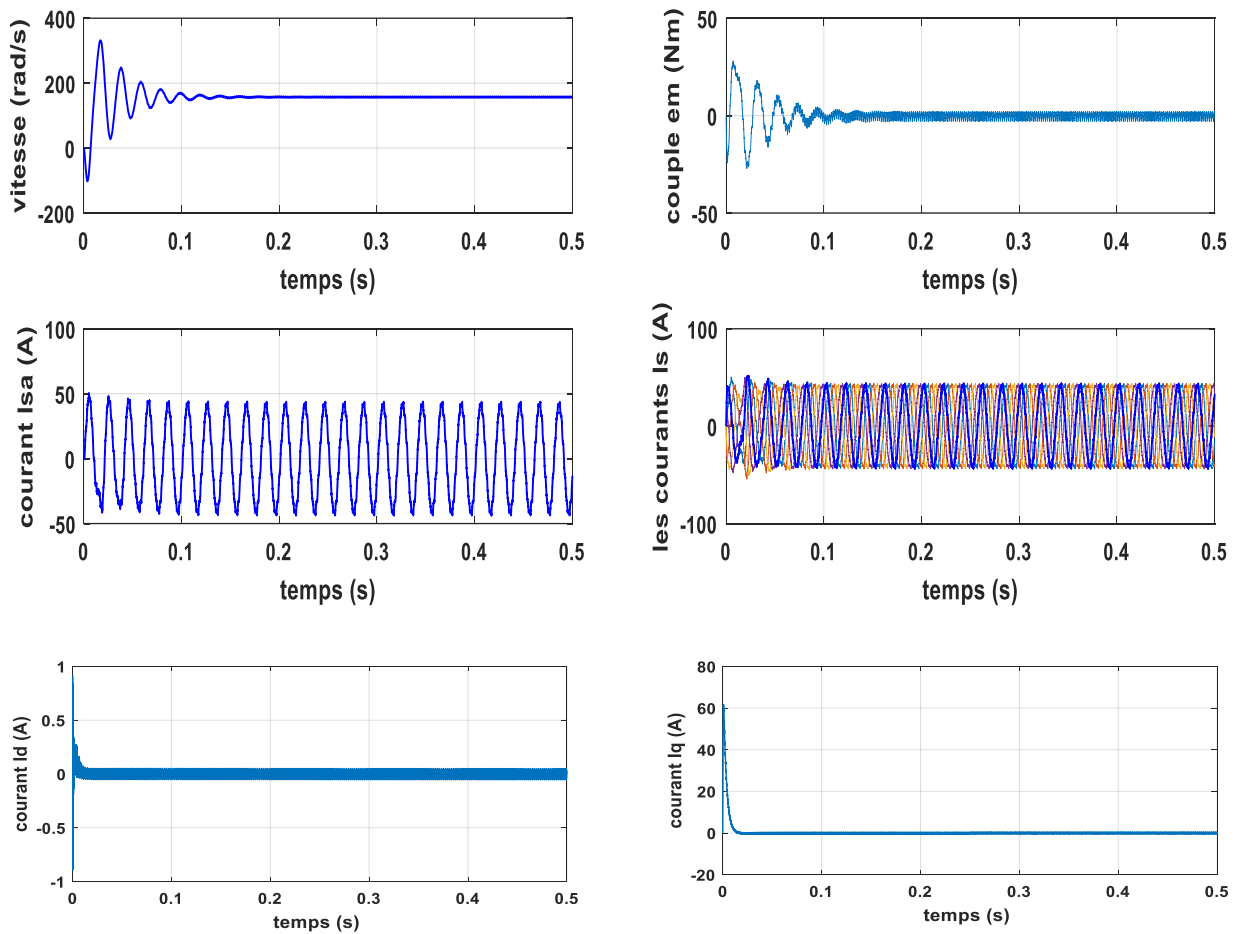 vitesse (rad/s)
400
200
0
-200
0 0.1 0.2 0.3 0.4 0.5
temps (s)
couple em (Nm)
50
0
-50
0 0.1 0.2 0.3 0.4 0.5
temps (s)
courant Isa (A)
100
50
0
-50
0 0.1 0.2 0.3 0.4 0.5
temps (s)
les courants Is (A)
100
0
-100
0 0.1 0.2 0.3 0.4 0.5
temps (s)
courant Id (A)
1
0.5
0
-0.5
-1
0 0.1 0.2 0.3 0.4 0.5
temps (s)
courant Iq (A)
80
60
40
20
0
-20
0 0.1 0.2 0.3 0.4 0.5
temps (s)